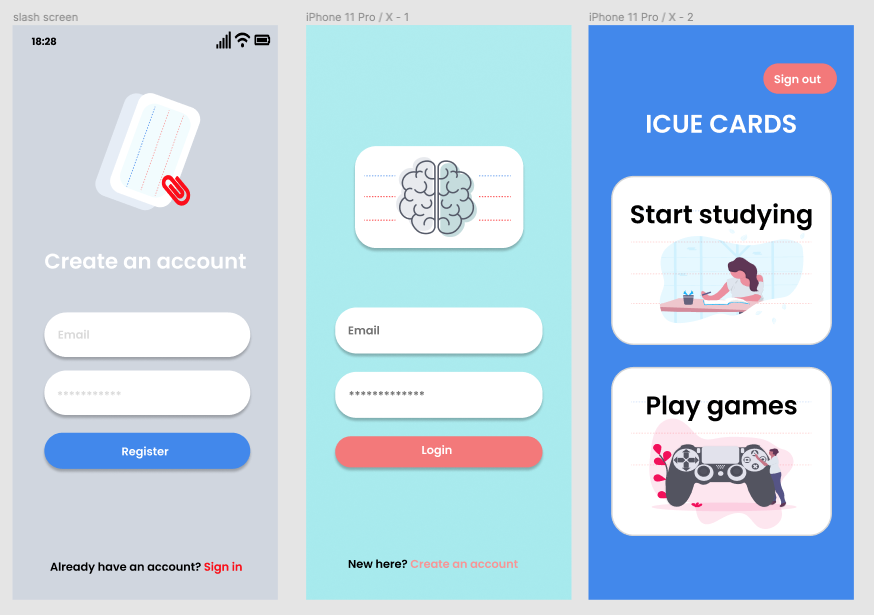 slash screen
18:28
Create an account
Email
***********
Register
Already have an account? Sign in
iPhone 11 Pro / X - 1
Email
*************
Login
New here? Create an account
iPhone 11 Pro / X - 2
Sign out
ICUE CARDS
Start studying
Play games